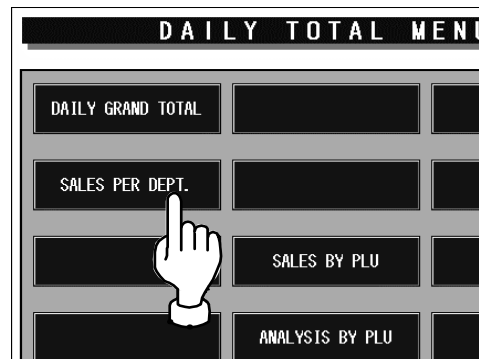 DAILY TOTAL MENU
DAILY GRAND TOTAL
SALES PER DEPT.
SALES BY PLU
ANALYSIS BY PLU